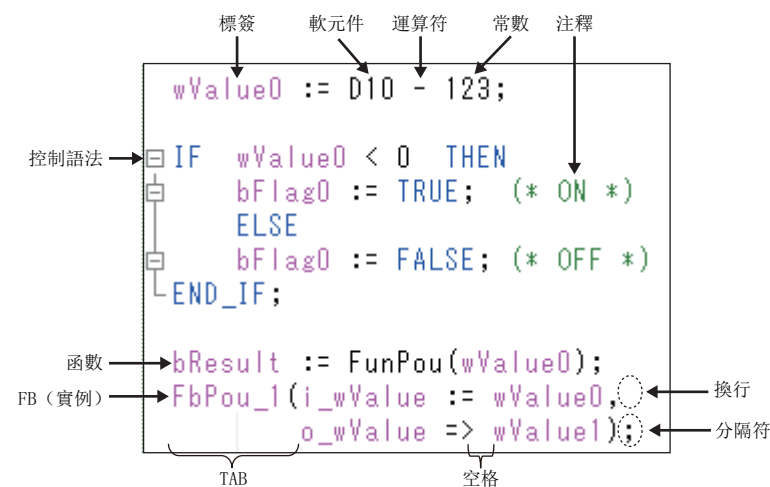 標簽 軟元件 運算符 常數 注釋
wValue0 := D10 - 123;
控制語法 IF wValue0 < 0 THEN
bFlag0 := TRUE; (* ON *)
ELSE
bFlag0 := FALSE; (* OFF *)
END_IF;
函數 bResult := FunPou(wValue0);
FB（實例） FbPou_1(i_wValue := wValue0, 換行
o_wValue => wValue1); 分隔符
TAB 空格